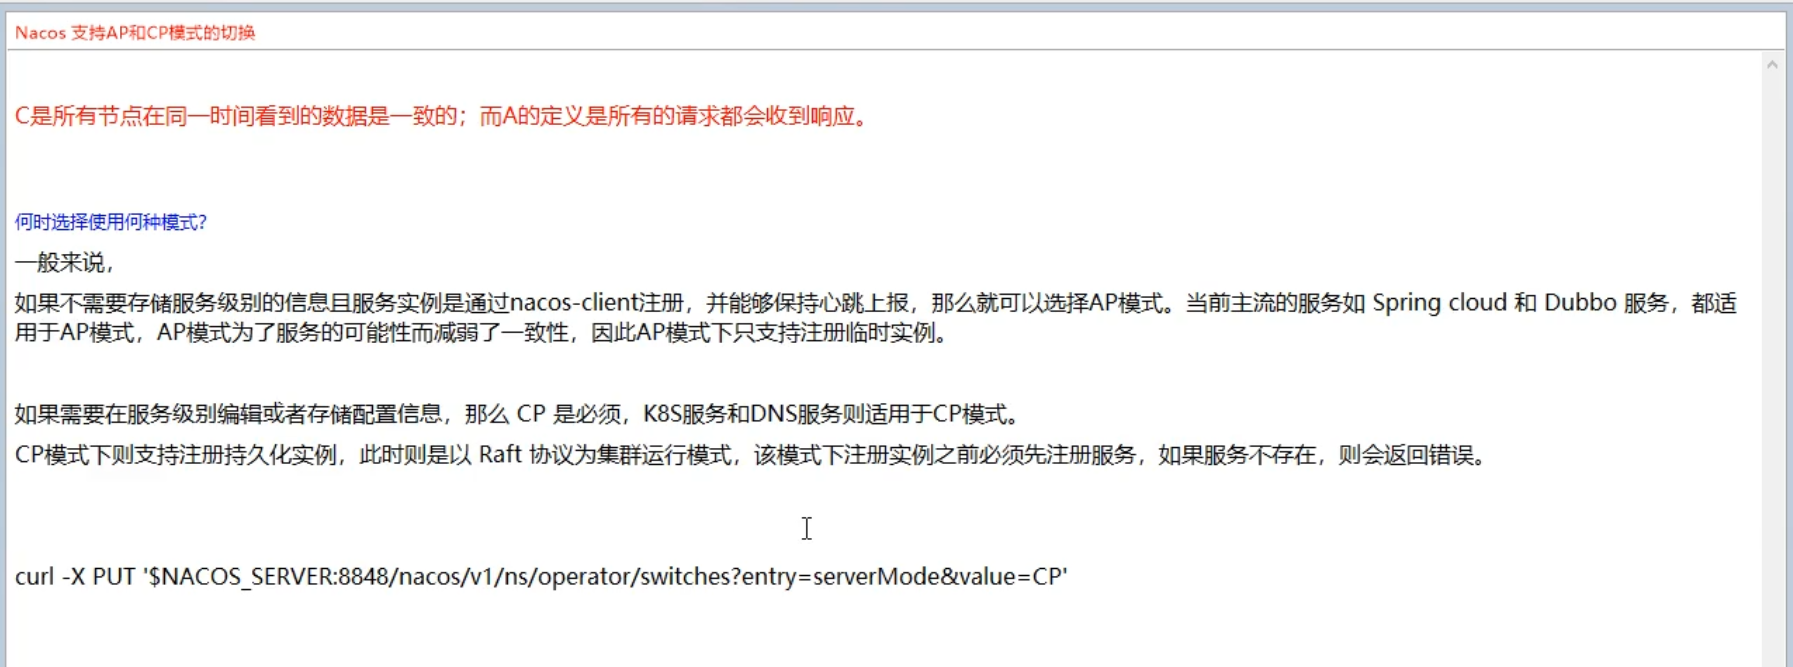 Nacos 支持AP和CP模式的切换
C是所有节点在同一时间看到的数据是一致的；而A的定义是所有的请求都会收到响应。
何时选择使用何种模式?
一般来说，
如果不需要存储服务级别的信息且服务实例是通过nacos-client注册，并能够保持心跳上报，那么就可以选择AP模式。当前主流的服务如 Spring cloud 和 Dubbo 服务，都适
用于AP模式，AP模式为了服务的可能性而减弱了一致性，因此AP模式下只支持注册临时实例。
如果需要在服务级别编辑或者存储配置信息，那么 CP 是必须，K8S服务和DNS服务则适用于CP模式。
CP模式下则支持注册持久化实例，此时则是以 Raft 协议为集群运行模式，该模式下注册实例之前必须先注册服务，如果服务不存在，则会返回错误。
curl -X PUT '$NACOS_SERVER:8848/nacos/v1/ns/operator/switches?entry=serverMode&value=CP'